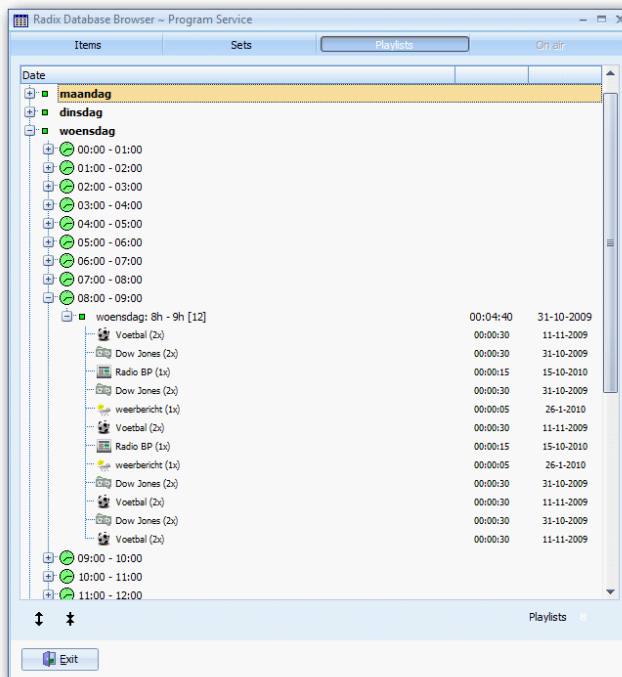 Radix Database Browser ~ Program Service
Items Sets Playlists On air
Date
maandag
dinsdag
woensdag
00:00 - 01:00
01:00 - 02:00
02:00 - 03:00
03:00 - 04:00
04:00 - 05:00
05:00 - 06:00
06:00 - 07:00
07:00 - 08:00
08:00 - 09:00
woensdag: 8h - 9h [12] 00:04:40 31-10-2009
Voetbal (2x) 00:00:30 11-11-2009
Dow Jones (2x) 00:00:30 31-10-2009
Radio BP (1x) 00:00:15 15-10-2010
Dow Jones (2x) 00:00:30 31-10-2009
weerbericht (1x) 00:00:05 26-1-2010
Voetbal (2x) 00:00:30 11-11-2009
Radio BP (1x) 00:00:15 15-10-2010
weerbericht (1x) 00:00:05 26-1-2010
Dow Jones (2x) 00:00:30 31-10-2009
Voetbal (2x) 00:00:30 11-11-2009
Dow Jones (2x) 00:00:30 31-10-2009
Voetbal (2x) 00:00:30 11-11-2009
09:00 - 10:00
10:00 - 11:00
11:00 - 12:00
Playlists
Exit